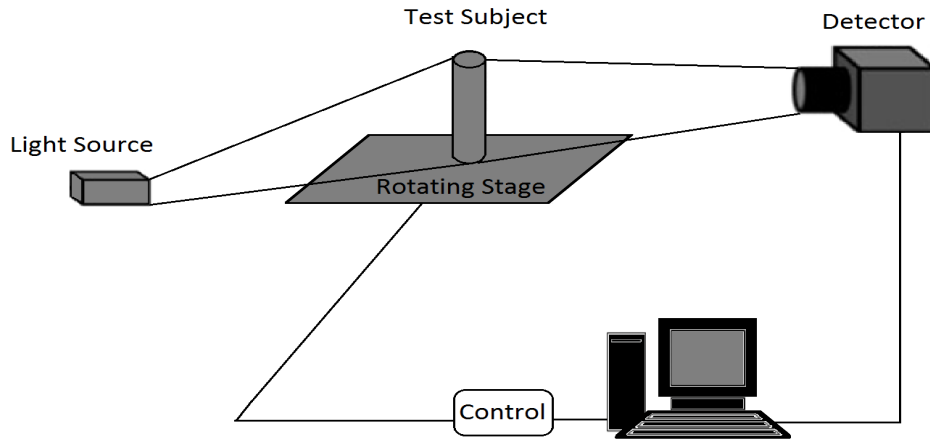 Test Subject
Detector
Light Source
Rotating Stage
Control